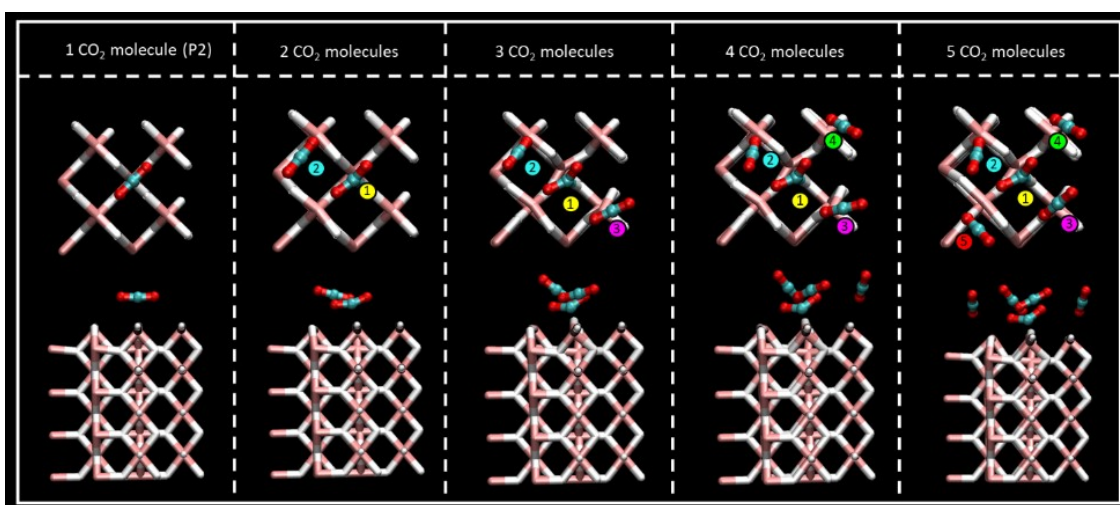 1 CO₂ molecule (P2)
2 CO₂ molecules
3 CO₂ molecules
4 CO₂ molecules
5 CO₂ molecules
2
1
2
1
3
4
2
1
3
4
2
1
3
5